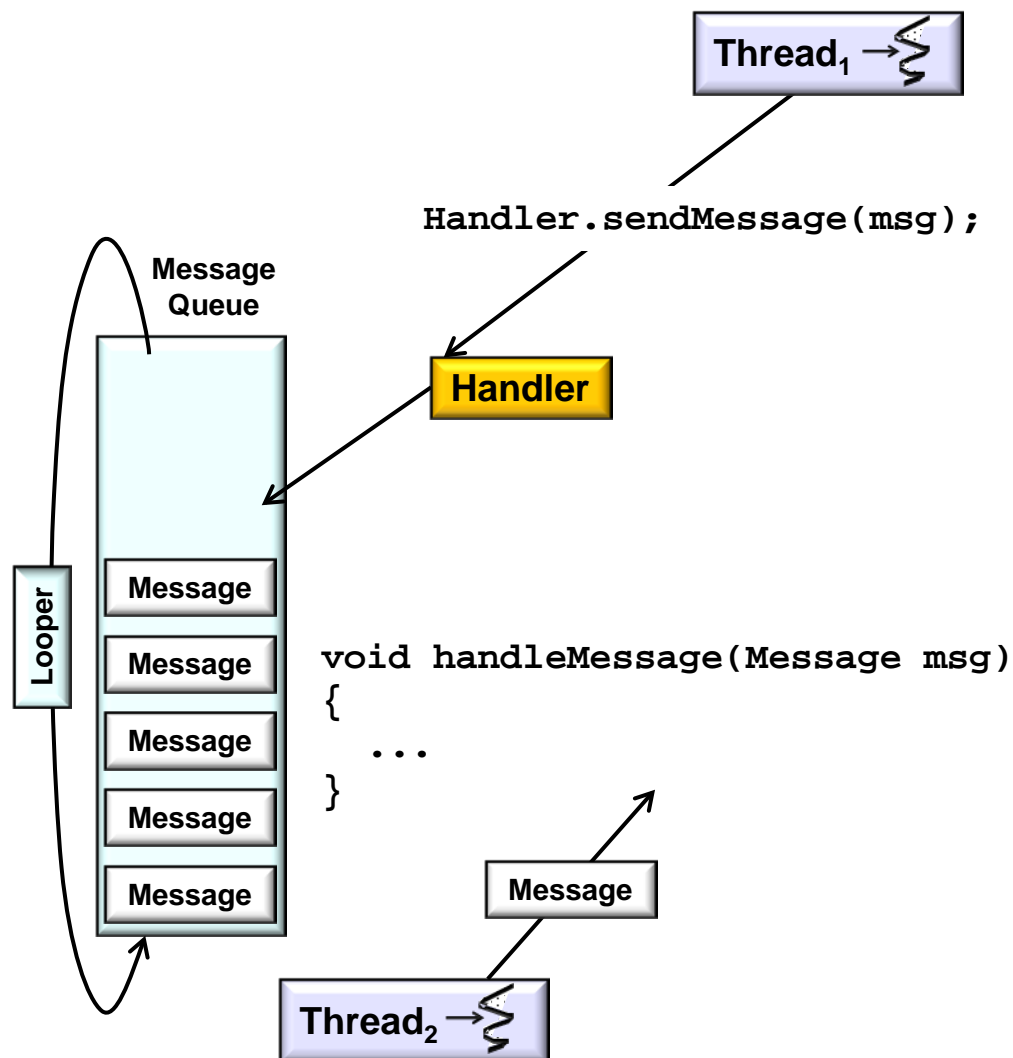 Thread1
Handler.sendMessage(msg);
Message
Queue
Handler
Message
Looper
Message
Message
Message
Message
void handleMessage(Message msg)
{
...
}
Message
Thread2